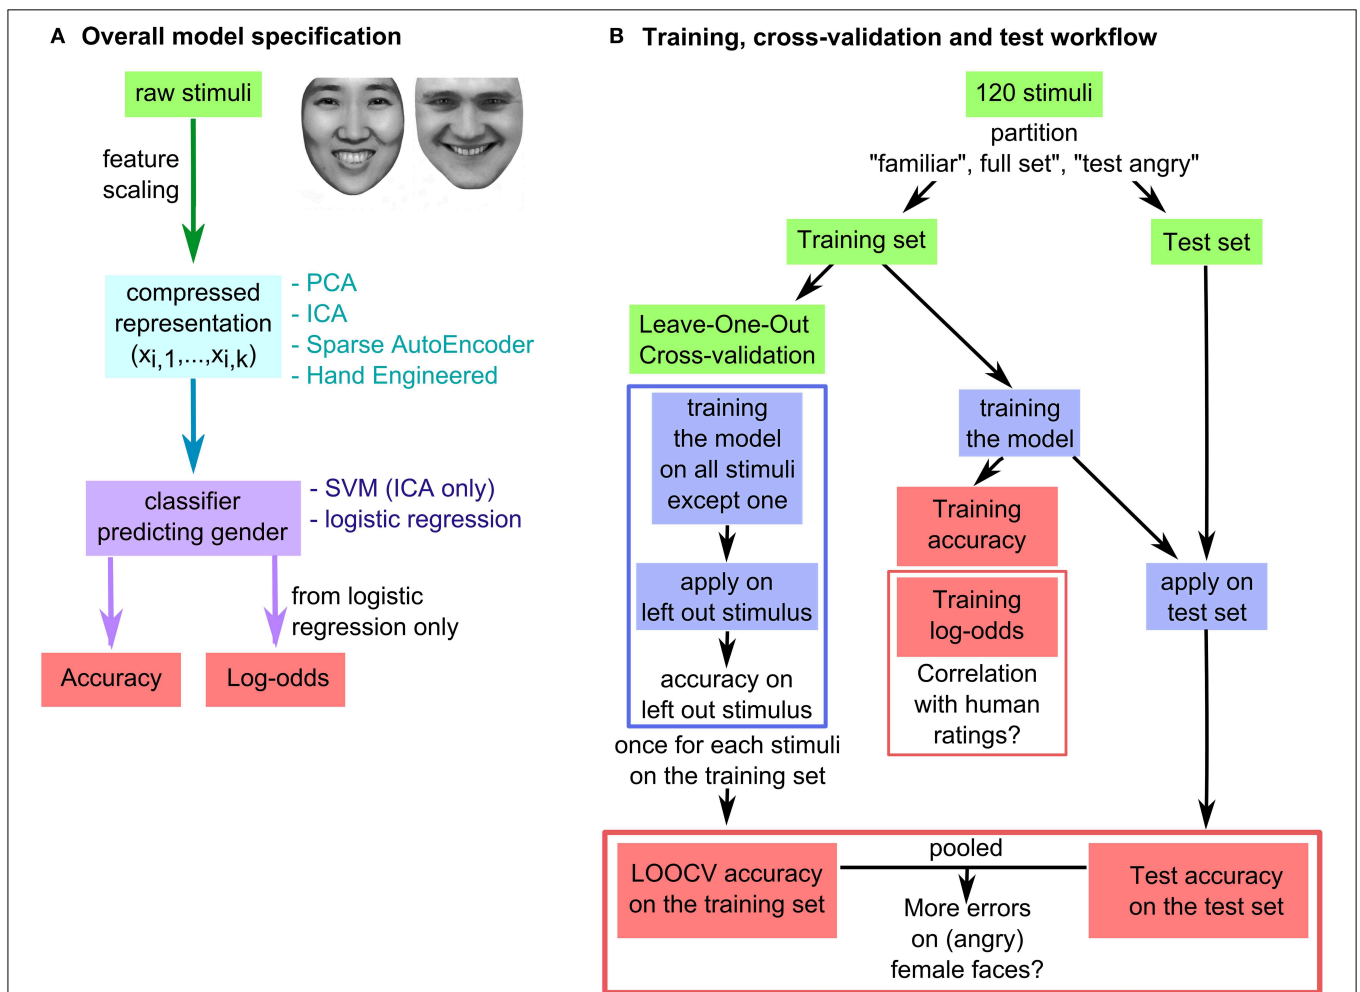 A Overall model specification
raw stimuli
feature
scaling
compressed
representation
(xi,1,...,xi,k)
- PCA
- ICA
- Sparse AutoEncoder
- Hand Engineered
classifier
predicting gender
- SVM (ICA only)
- logistic regression
from logistic
regression only
Accuracy
Log-odds
B Training, cross-validation and test workflow
120 stimuli
partition
"familiar", full set", "test angry"
Training set
Test set
Leave-One-Out
Cross-validation
training
the model
on all stimuli
except one
apply on
left out stimulus
accuracy on
left out stimulus
once for each stimuli
on the training set
training
the model
Training
accuracy
Training
log-odds
Correlation
with human
ratings?
apply on
test set
LOOCV accuracy
on the training set
pooled
More errors
on (angry)
female faces?
Test accuracy
on the test set